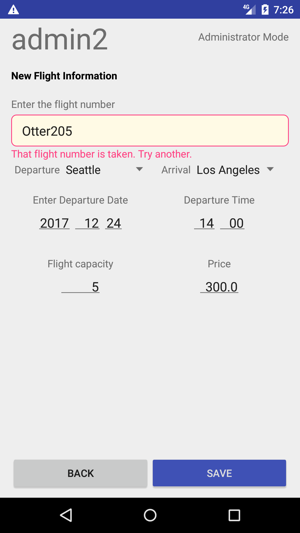 4G 7:26
admin2 Administrator Mode
New Flight Information
Enter the flight number
Otter205
That flight number is taken. Try another.
Departure Seattle Arrival Los Angeles
Enter Departure Date Departure Time
2017 12 24 14 00
Flight capacity Price
5 300.0
BACK SAVE